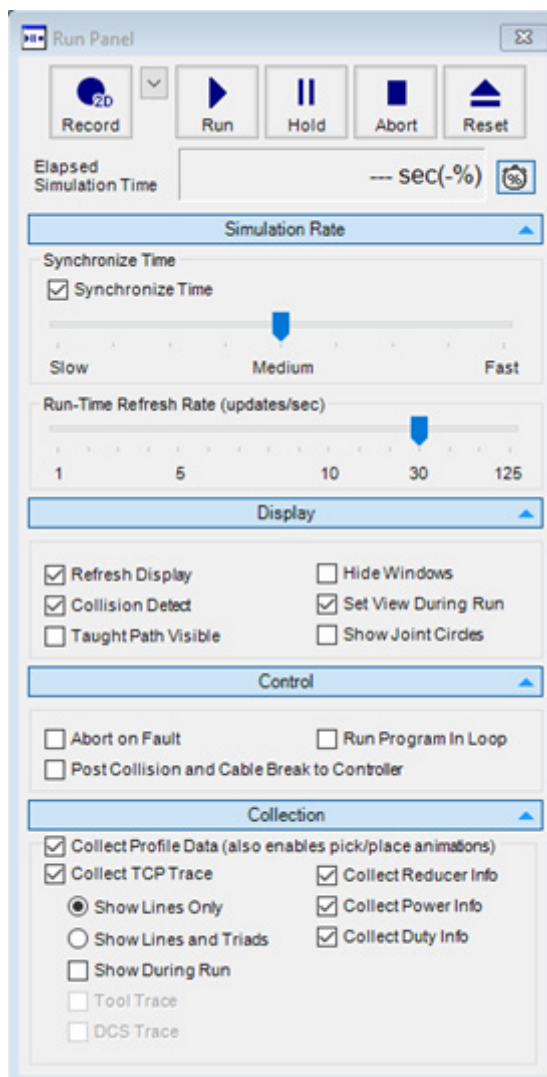 Run Panel
2D
Record Run Hold Abort Reset
Elapsed
Simulation Time
--- sec(-%)
%
Simulation Rate
Synchronize Time
Synchronize Time
Slow Medium Fast
Run-Time Refresh Rate (updates/sec)
1 5 10 30 125
Display
Refresh Display Hide Windows
Collision Detect Set View During Run
Taught Path Visible Show Joint Circles
Control
Abort on Fault Run Program In Loop
Post Collision and Cable Break to Controller
Collection
Collect Profile Data (also enables pick/place animations)
Collect TCP Trace Collect Reducer Info
Show Lines Only Collect Power Info
Show Lines and Triads Collect Duty Info
Show During Run
Tool Trace
DCS Trace